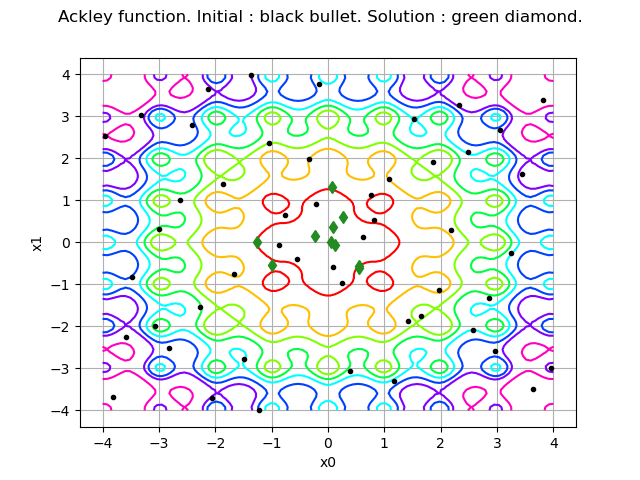 Ackley function. Initial : black bullet. Solution : green diamond.
4
3
2
1
0
−1
−2
−3
−4
x1
−4 −3 −2 −1 0 1 2 3 4
x0